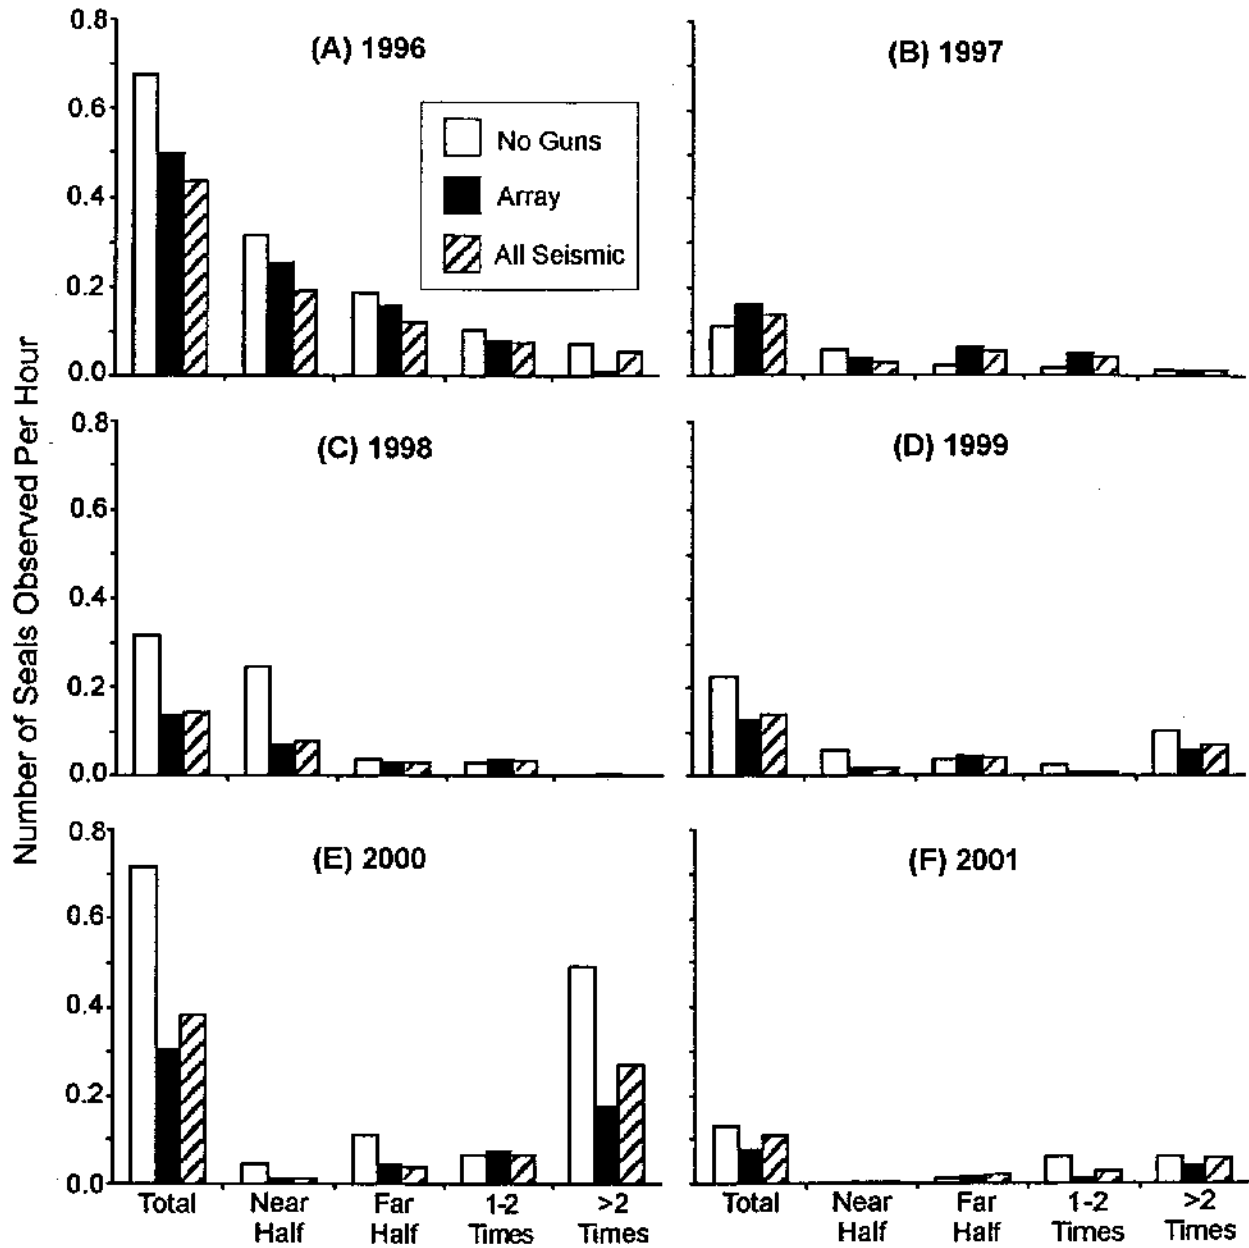 Number of Seals Observed Per Hour
(A) 1996
0.8
0.6
0.4
0.2
0.0
No Guns
Array
All Seismic
(B) 1997
(C) 1998
0.8
0.6
0.4
0.2
0.0
(D) 1999
(E) 2000
0.8
0.6
0.4
0.2
0.0
Total
Near
Half
Far
Half
1-2
Times
>2
Times
(F) 2001
Total
Near
Half
Far
Half
1-2
Times
>2
Times